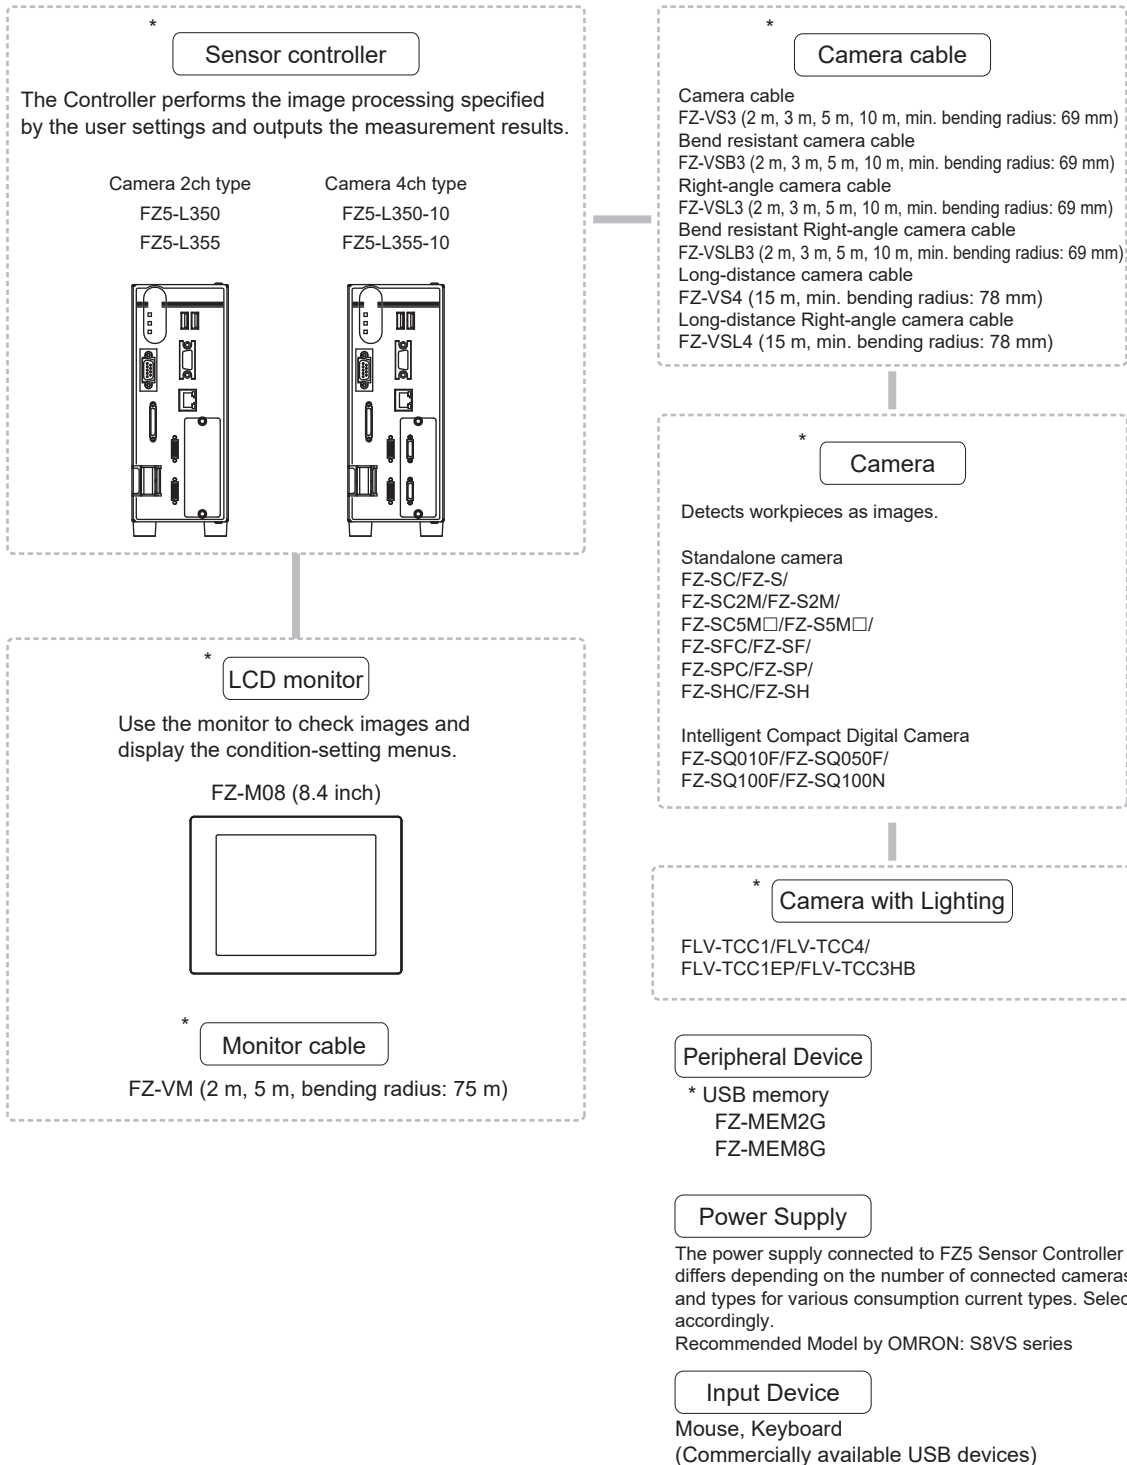 *
Sensor controller
The Controller performs the image processing specified
by the user settings and outputs the measurement results.
Camera 2ch type
FZ5-L350
FZ5-L355
Camera 4ch type
FZ5-L350-10
FZ5-L355-10
*
LCD monitor
Use the monitor to check images and
display the condition-setting menus.
FZ-M08 (8.4 inch)
*
Monitor cable
FZ-VM (2 m, 5 m, bending radius: 75 m)
*
Camera cable
Camera cable
FZ-VS3 (2 m, 3 m, 5 m, 10 m, min. bending radius: 69 mm)
Bend resistant camera cable
FZ-VSB3 (2 m, 3 m, 5 m, 10 m, min. bending radius: 69 mm)
Right-angle camera cable
FZ-VSL3 (2 m, 3 m, 5 m, 10 m, min. bending radius: 69 mm)
Bend resistant Right-angle camera cable
FZ-VSLB3 (2 m, 3 m, 5 m, 10 m, min. bending radius: 69 mm)
Long-distance camera cable
FZ-VS4 (15 m, min. bending radius: 78 mm)
Long-distance Right-angle camera cable
FZ-VSL4 (15 m, min. bending radius: 78 mm)
*
Camera
Detects workpieces as images.
Standalone camera
FZ-SC/FZ-S/
FZ-SC2M/FZ-S2M/
FZ-SC5M□/FZ-S5M□/
FZ-SFC/FZ-SF/
FZ-SPC/FZ-SP/
FZ-SHC/FZ-SH
Intelligent Compact Digital Camera
FZ-SQ010F/FZ-SQ050F/
FZ-SQ100F/FZ-SQ100N
*
Camera with Lighting
FLV-TCC1/FLV-TCC4/
FLV-TCC1EP/FLV-TCC3HB
Peripheral Device
* USB memory
FZ-MEM2G
FZ-MEM8G
Power Supply
The power supply connected to FZ5 Sensor Controller
differs depending on the number of connected cameras
and types for various consumption current types. Selec
accordingly.
Recommended Model by OMRON: S8VS series
Input Device
Mouse, Keyboard
(Commercially available USB devices)